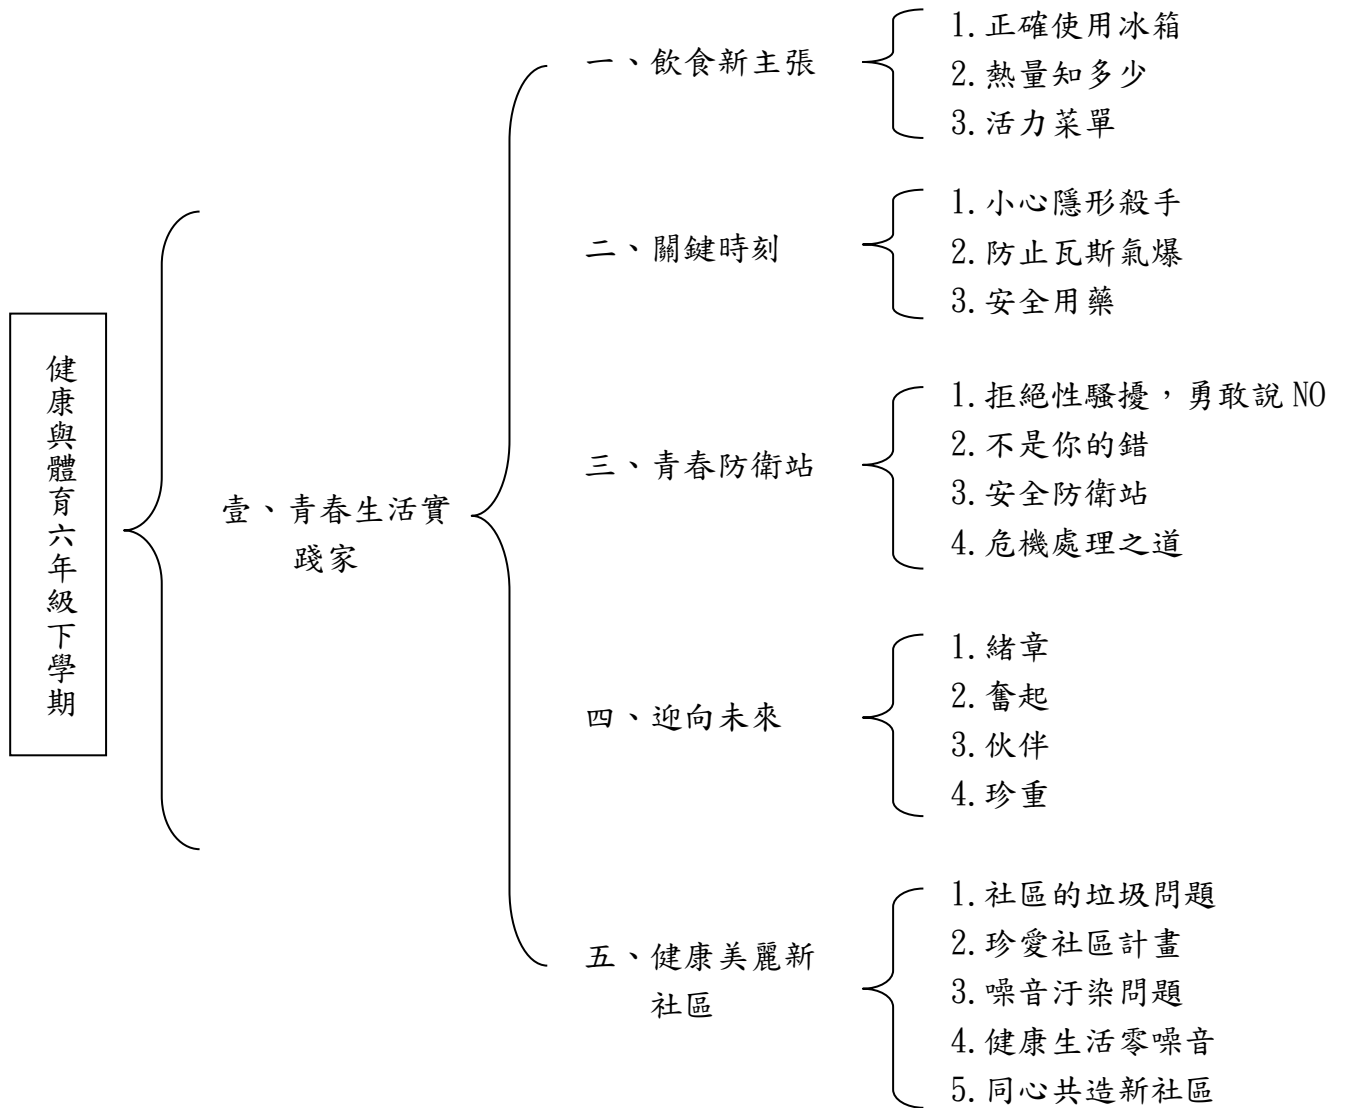 健康與體育六年級下學期
壹、青春生活實
踐家
一、飲食新主張
1.正確使用冰箱
2.熱量知多少
3.活力菜單
二、關鍵時刻
1.小心隱形殺手
2.防止瓦斯氣爆
3.安全用藥
三、青春防衛站
1.拒絕性騷擾，勇敢說 NO
2.不是你的錯
3.安全防衛站
4.危機處理之道
四、迎向未來
1.緒章
2.奮起
3.伙伴
4.珍重
五、健康美麗新
社區
1.社區的垃圾問題
2.珍愛社區計畫
3.噪音汙染問題
4.健康生活零噪音
5.同心共造新社區